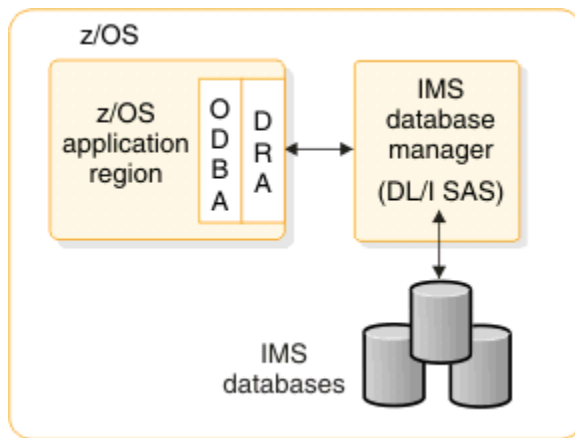 z/OS
z/OS
application
region
O
D
B
A
D
R
A
IMS
database
manager
(DL/I SAS)
IMS
databases